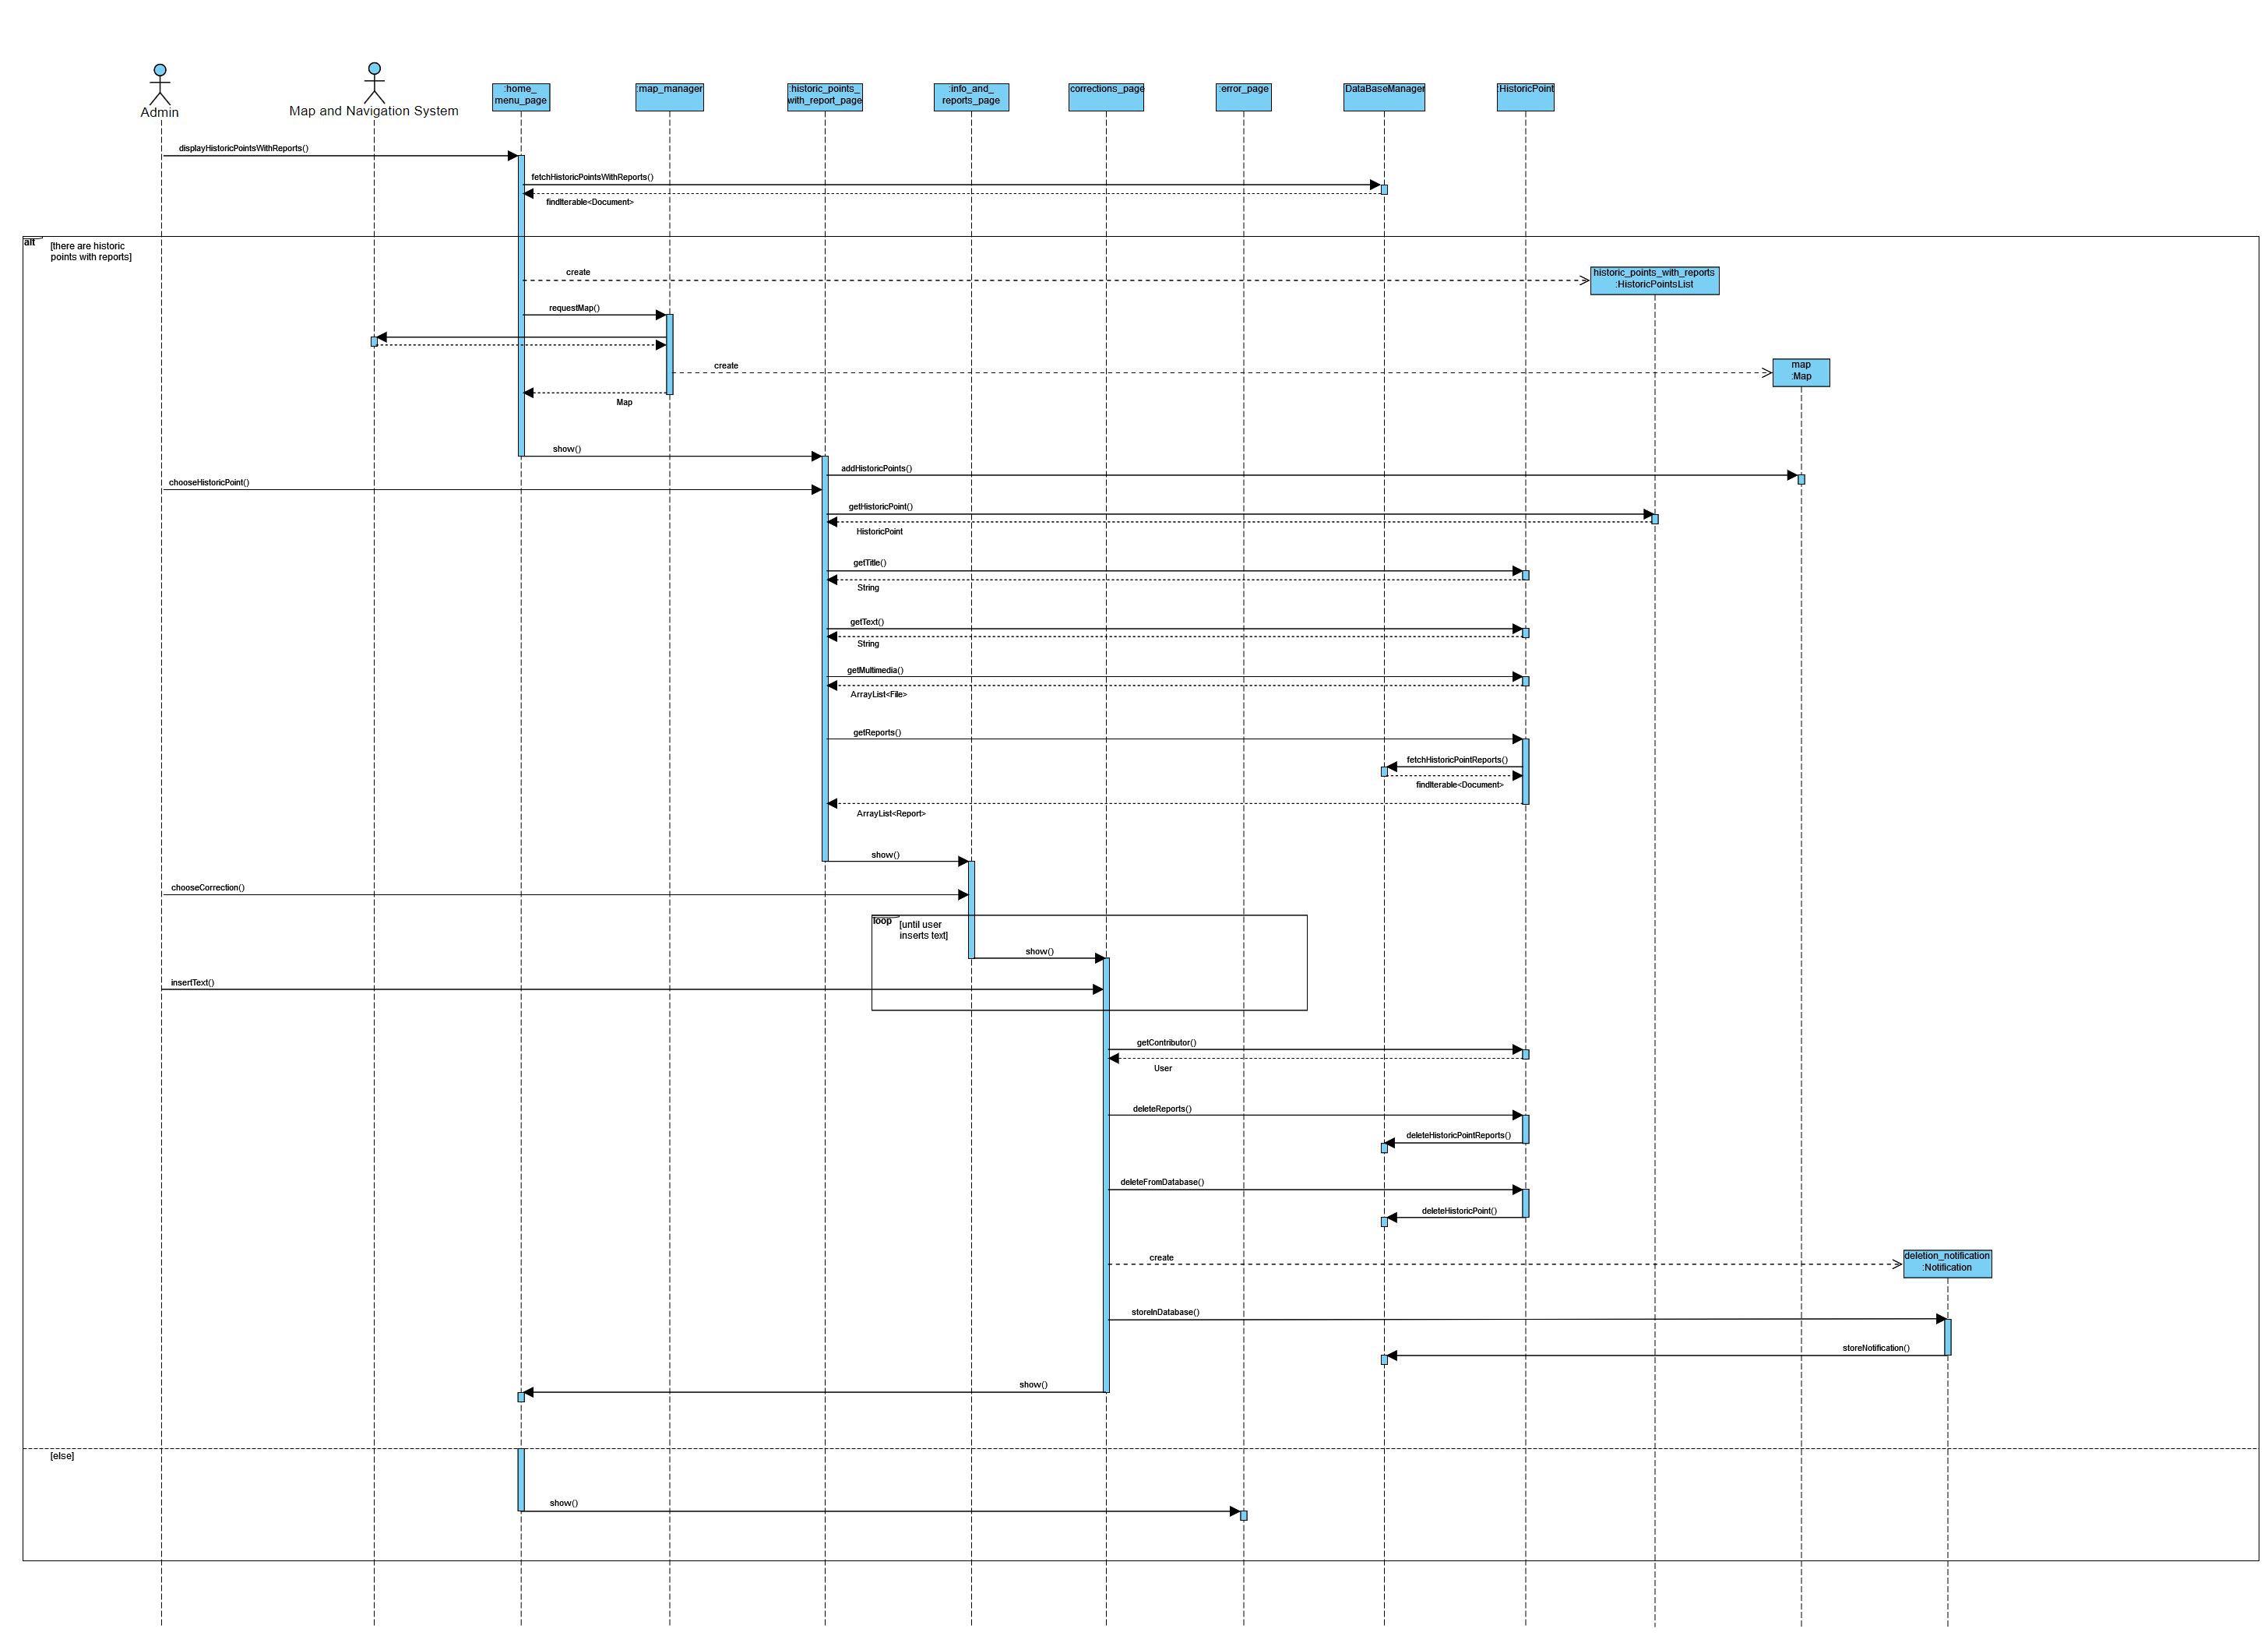 Admin
Map and Navigation System
:home_
menu_page
:map_manager
:historic_points_
with_report_page
:info_and_
reports_page
corrections_page
:error_page
DataBaseManager
:HistoricPoint
displayHistoricPointsWithReports()
fetchHistoricPointsWithReports()
findIterable<Document>
alt
[there are historic
points with reports]
create
historic_points_with_reports
:HistoricPointsList
requestMap()
create
map
:Map
Map
show()
addHistoricPoints()
chooseHistoricPoint()
getHistoricPoint()
HistoricPoint
getTitle()
String
getText()
String
getMultimedia()
ArrayList<File>
getReports()
fetchHistoricPointReports()
findIterable<Document>
ArrayList<Report>
show()
chooseCorrection()
loop
[until user
inserts text]
show()
insertText()
getContributor()
User
deleteReports()
deleteHistoricPointReports()
deleteFromDatabase()
deleteHistoricPoint()
create
deletion_notification
:Notification
storeInDatabase()
storeNotification()
show()
[else]
show()